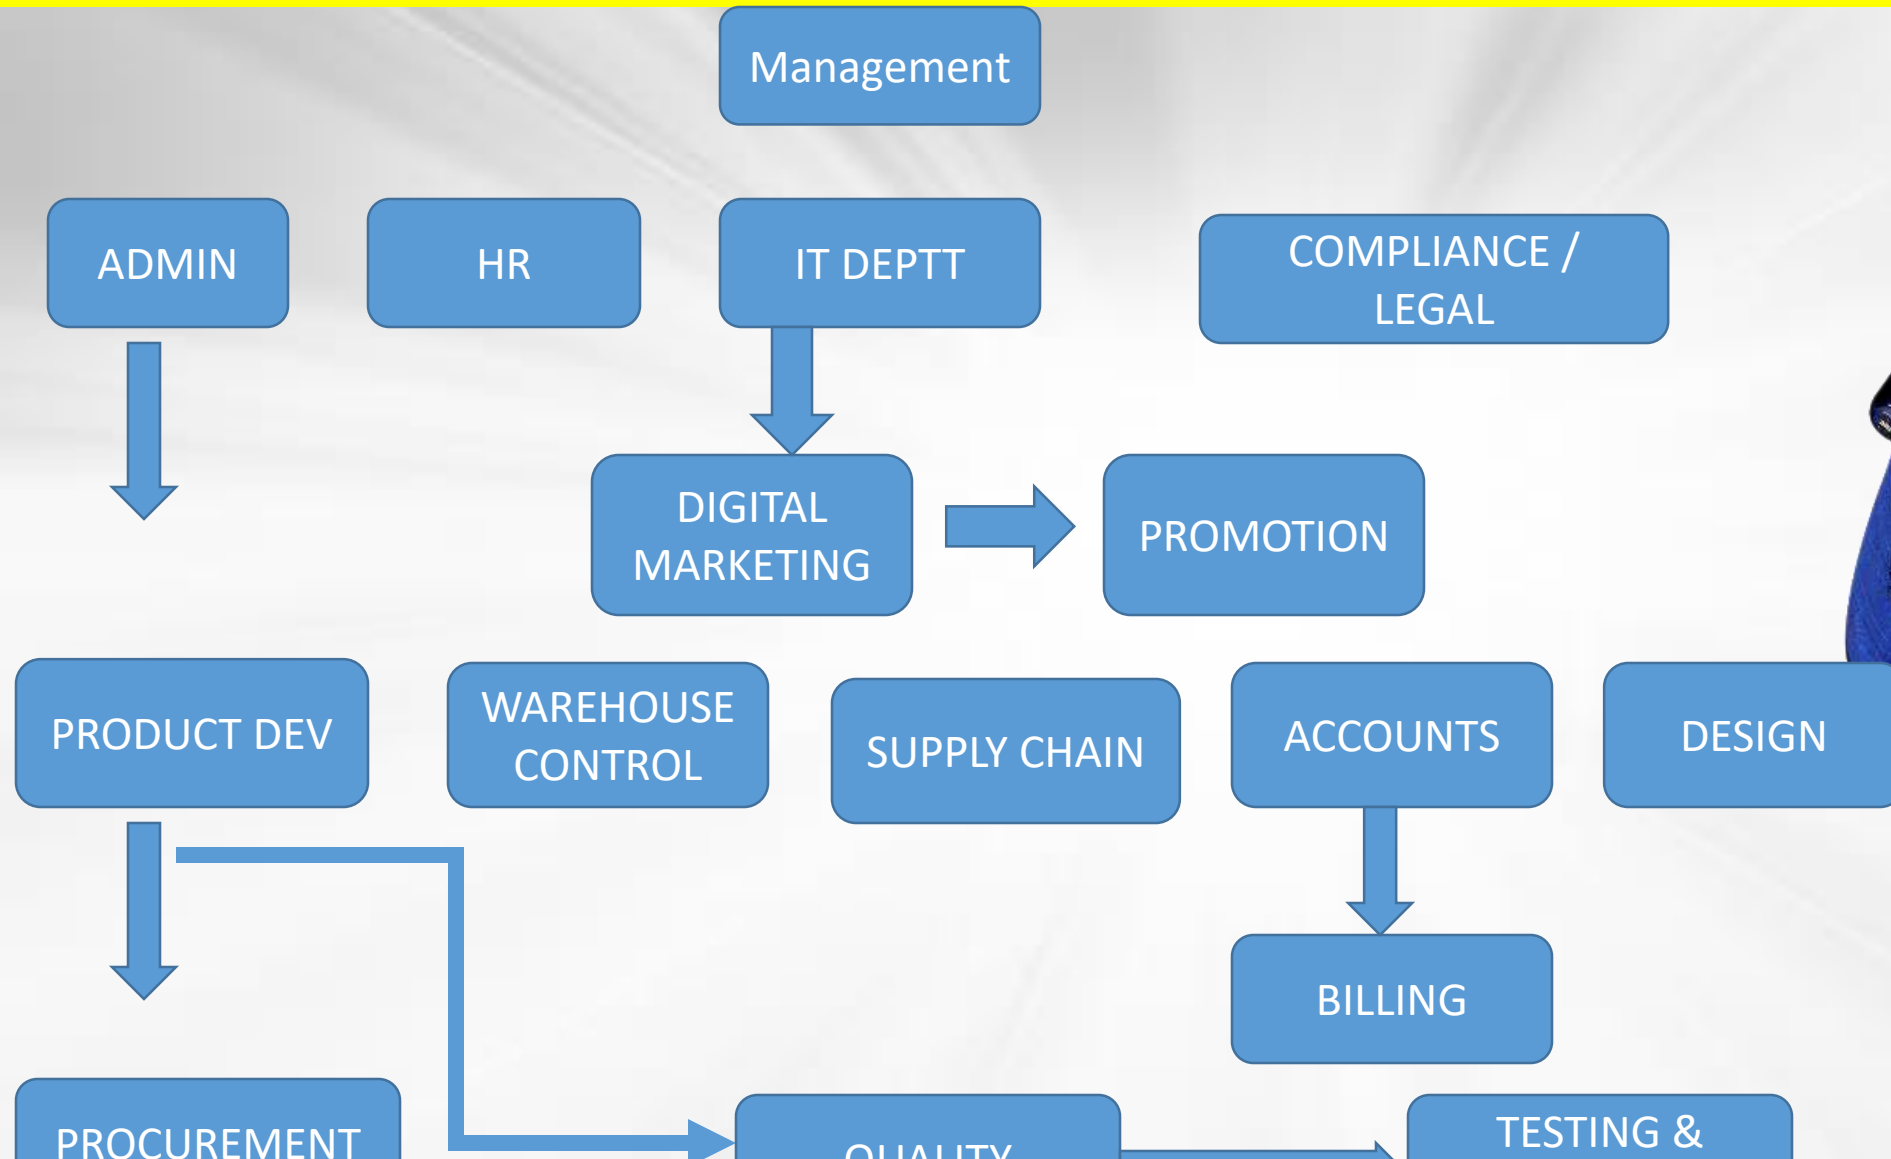 Management
ADMIN
HR
IT DEPTT
COMPLIANCE /
LEGAL
DIGITAL
MARKETING
PROMOTION
PRODUCT DEV
WAREHOUSE
CONTROL
SUPPLY CHAIN
ACCOUNTS
DESIGN
BILLING
PROCUREMENT
QUALITY
TESTING &